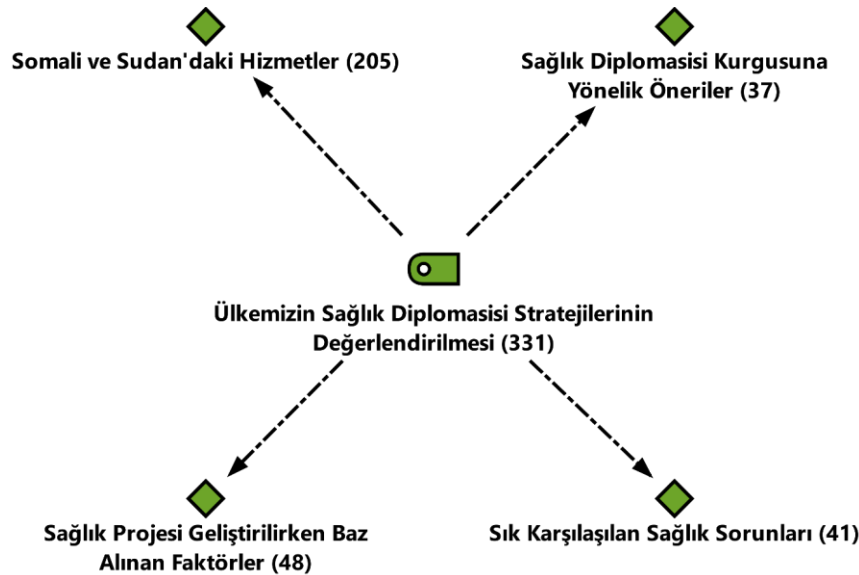 Somali ve Sudan'daki Hizmetler (205)
Sağlık Diplomasisi Kurgusuna
Yönelik Öneriler (37)
Ülkemizin Sağlık Diplomasisi Stratejilerinin
Değerlendirilmesi (331)
Sağlık Projesi Geliştirilirken Baz
Alınan Faktörler (48)
Sık Karşılaşılan Sağlık Sorunları (41)